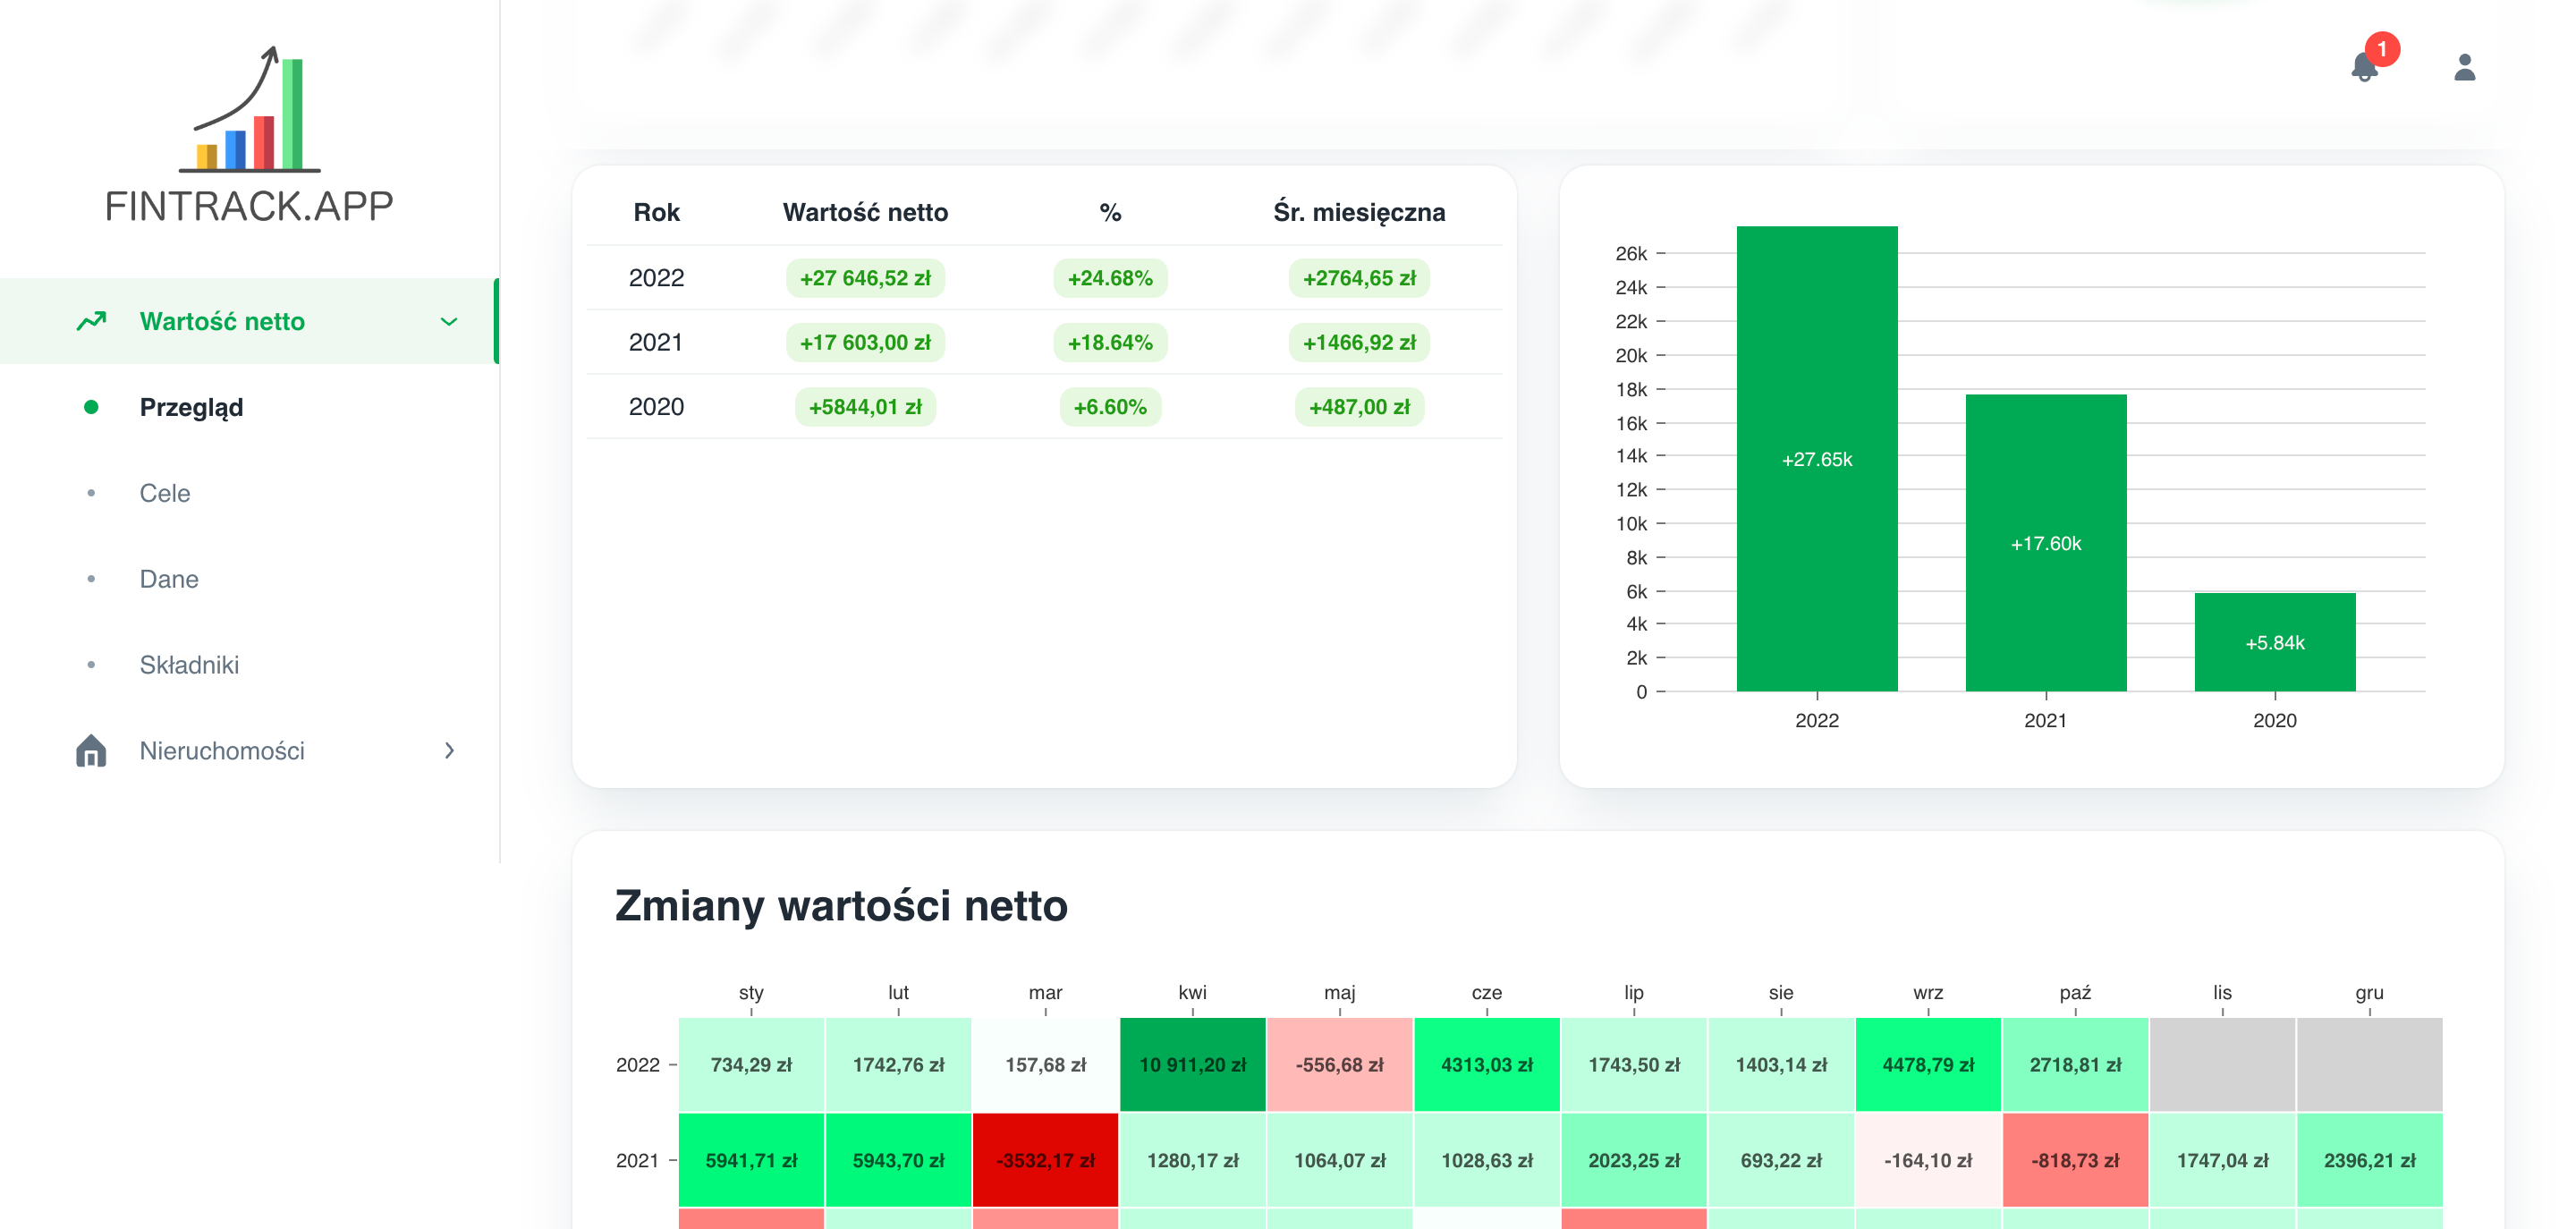 FINTRACK.APP
Wartość netto
Przegląd
Cele
Dane
Składniki
Nieruchomości
1
Rok Wartość netto % Śr. miesięczna
2022 +27 646,52 zł +24.68% +2764,65 zł
2021 +17 603,00 zł +18.64% +1466,92 zł
2020 +5844,01 zł +6.60% +487,00 zł
26k
24k
22k
20k
18k
16k
14k
12k
10k
8k
6k
4k
2k
0
+27.65k
+17.60k
+5.84k
2022 2021 2020
Zmiany wartości netto
sty lut mar kwi maj cze lip sie wrz paź lis gru
2022 734,29 zł 1742,76 zł 157,68 zł 10 911,20 zł -556,68 zł 4313,03 zł 1743,50 zł 1403,14 zł 4478,79 zł 2718,81 zł
2021 5941,71 zł 5943,70 zł -3532,17 zł 1280,17 zł 1064,07 zł 1028,63 zł 2023,25 zł 693,22 zł -164,10 zł -818,73 zł 1747,04 zł 2396,21 zł